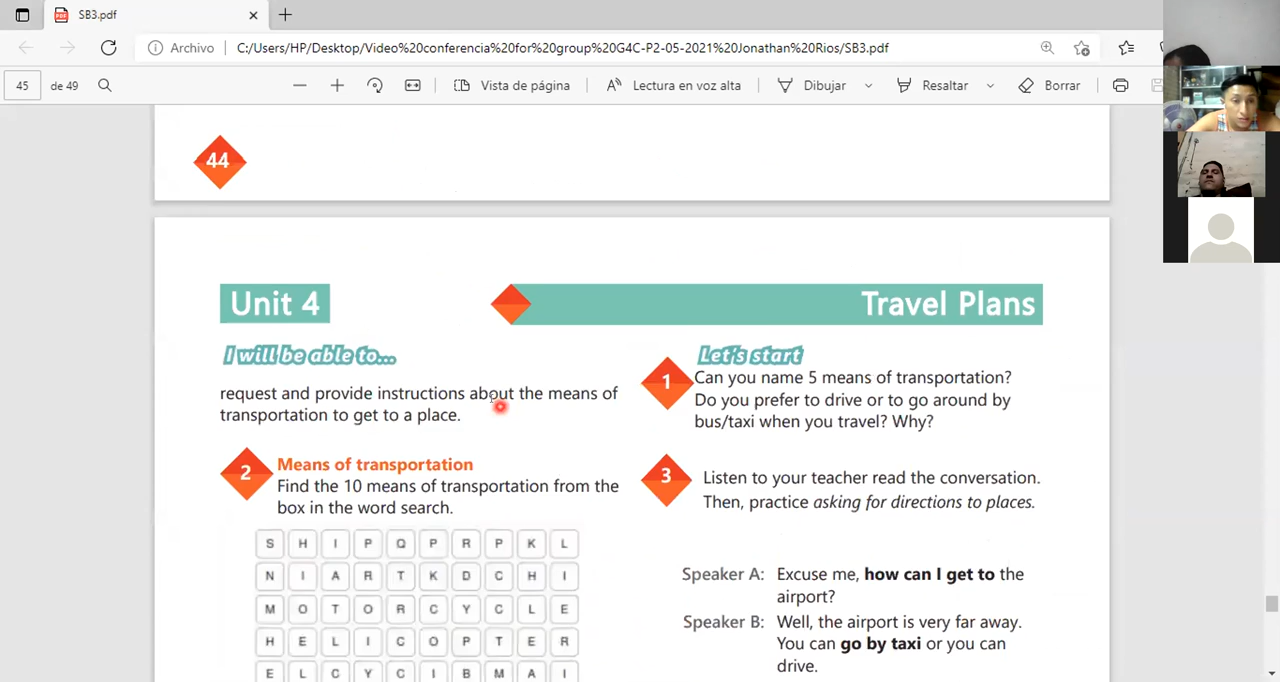 SB3.pdf
Archivo
C:/Users/HP/Desktop/Video%20conferencia%20for%20group%20G4C-P2-05-2021%20Jonathan%20Rios/SB3.pdf
45 de 49
Vista de página
Lectura en voz alta
Dibujar
Resaltar
Borrar
44
Unit 4
Travel Plans
I will be able to...
request and provide instructions about the means of
transportation to get to a place.
2
Means of transportation
Find the 10 means of transportation from the
box in the word search.
S H I P Q P R P K L
N I A R T K D C H I
M O T O R C Y C L E
H E L I C O P T E R
E L C Y C I B M A I
Let's start
1
Can you name 5 means of transportation?
Do you prefer to drive or to go around by
bus/taxi when you travel? Why?
3
Listen to your teacher read the conversation.
Then, practice asking for directions to places.
Speaker A: Excuse me, how can I get to the
airport?
Speaker B: Well, the airport is very far away.
You can go by taxi or you can
drive.